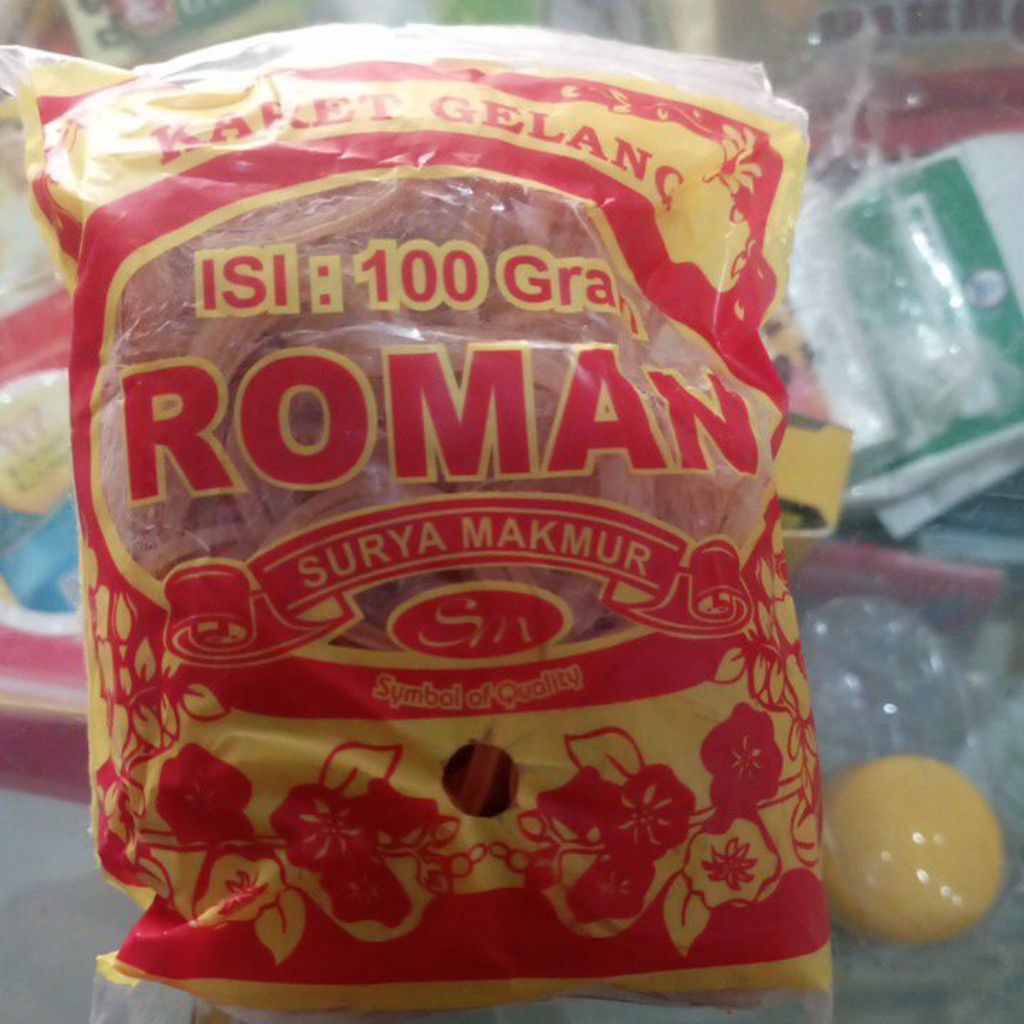 KARET GELANG
ISI : 100 Gram
ROMAN
SURYA MAKMUR
Sm
Symbol of Quality